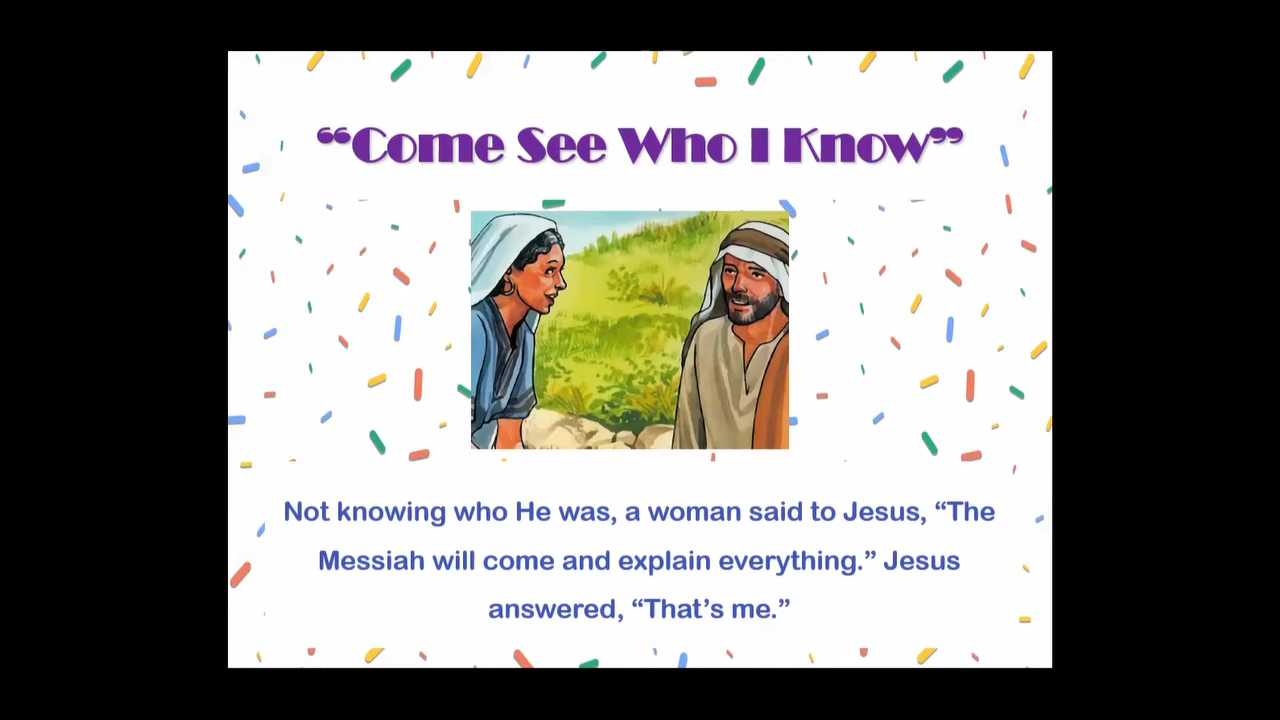 “Come See Who I Know”
Not knowing who He was, a woman said to Jesus, “The
Messiah will come and explain everything.” Jesus
answered, “That’s me.”